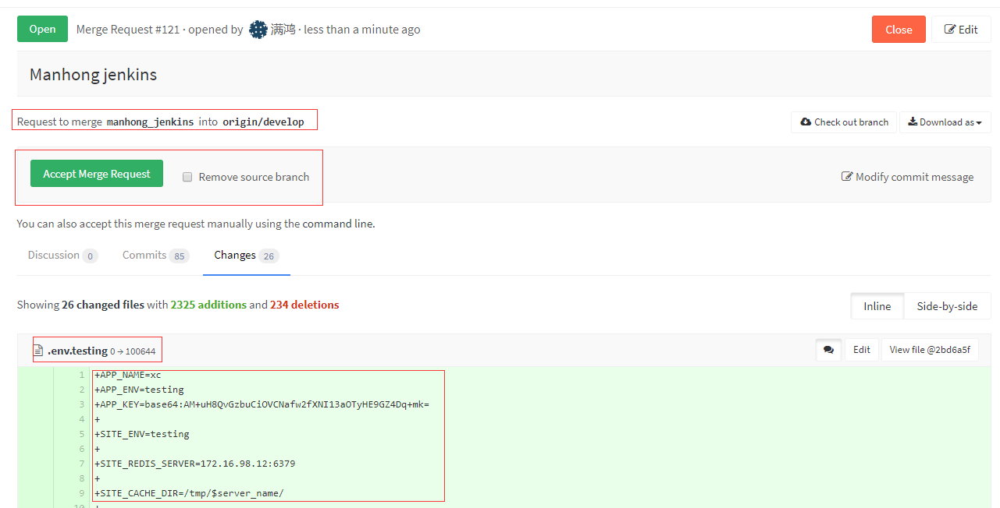 Open Merge Request #121 · opened by 满鸿 · less than a minute ago Close Edit
Manhong jenkins
Request to merge manhong_jenkins into origin/develop Check out branch Download as
Accept Merge Request Remove source branch Modify commit message
You can also accept this merge request manually using the command line.
Discussion 0 Commits 85 Changes 26
Showing 26 changed files with 2325 additions and 234 deletions Inline Side-by-side
.env.testing 0 → 100644 Edit View file @2bd6a5f
1 +APP_NAME=xc
2 +APP_ENV=testing
3 +APP_KEY=base64:AM+uH8QvGzbuCiOVCNafw2fXNI13aOTyHE9GZ4Dq+mk=
4 +
5 +SITE_ENV=testing
6 +
7 +SITE_REDIS_SERVER=172.16.98.12:6379
8 +
9 +SITE_CACHE_DIR=/tmp/$server_name/
10 +